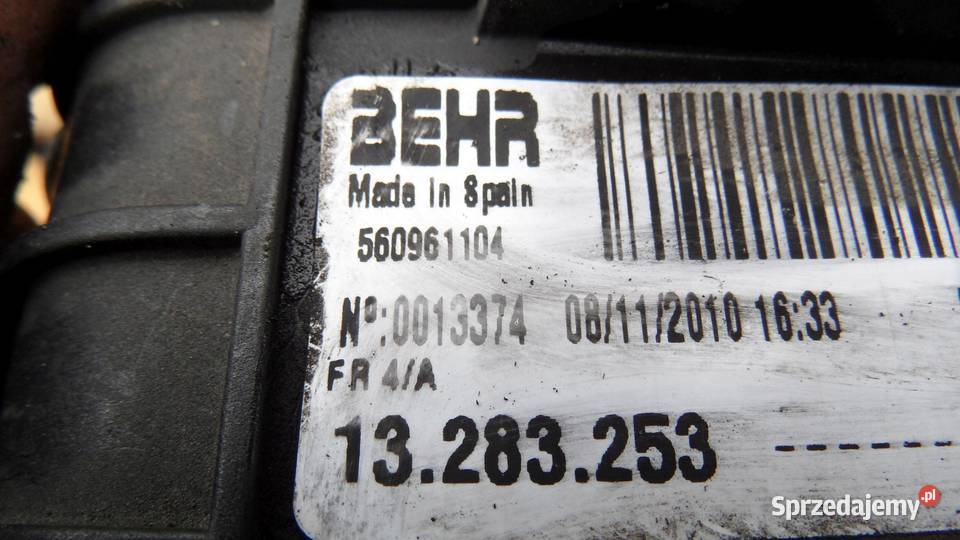 BEHR
Made in Spain
560961104
Nº:0013374 08/11/2010 16:33
FR 4/A
13.283.253 -----
Sprzedajemy.pl